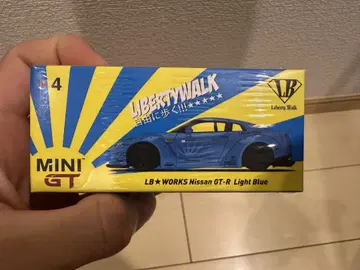 4
LIBERTYWALK
自由に歩く!!!★★★★★
LB
Liberty Walk
MINI
GT
LB★WORKS Nissan GT-R Light Blue